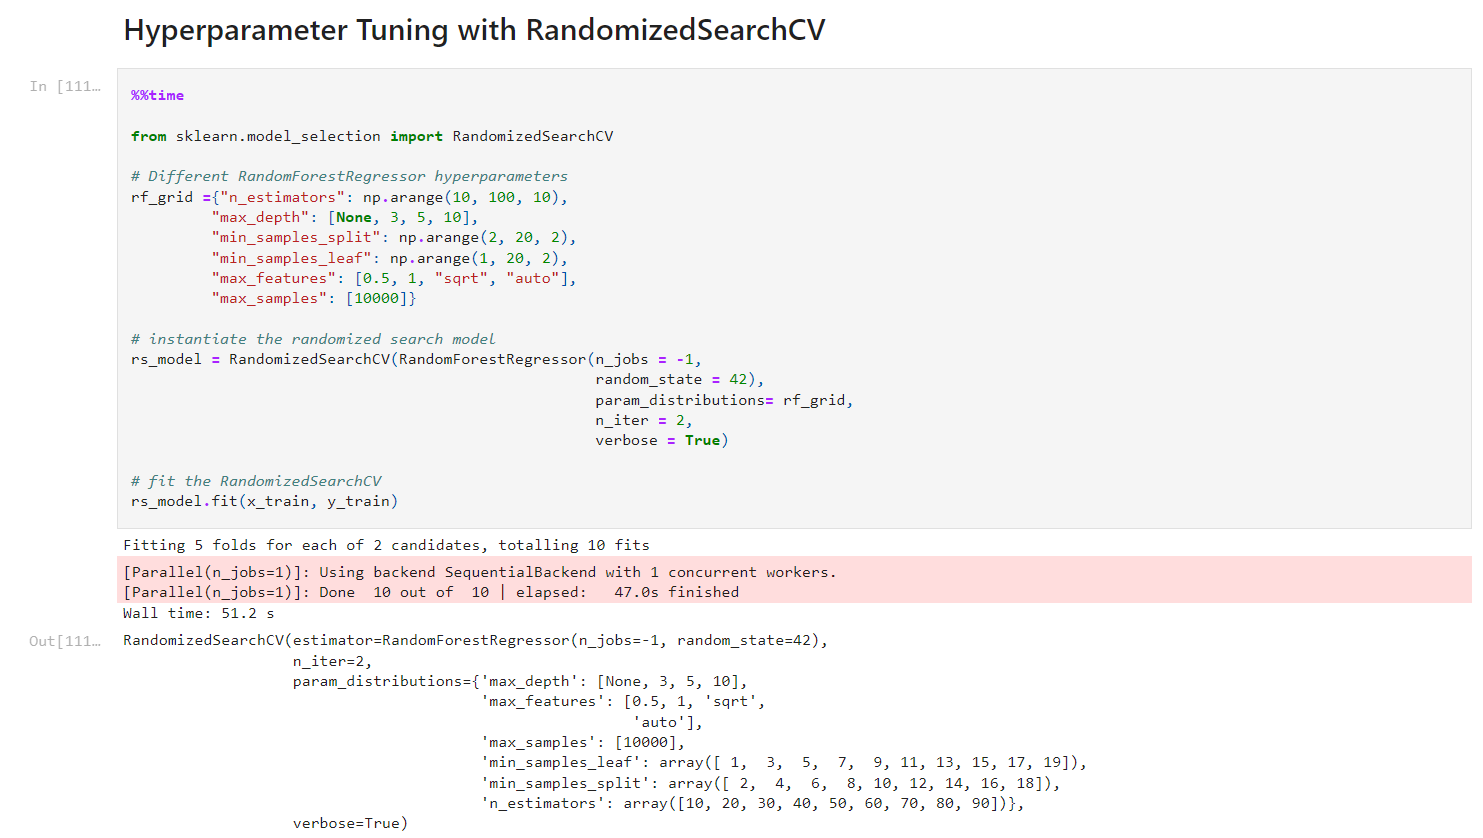 Hyperparameter Tuning with RandomizedSearchCV
In [111…
%%time
from sklearn.model_selection import RandomizedSearchCV
# Different RandomForestRegressor hyperparameters
rf_grid ={"n_estimators": np.arange(10, 100, 10),
"max_depth": [None, 3, 5, 10],
"min_samples_split": np.arange(2, 20, 2),
"min_samples_leaf": np.arange(1, 20, 2),
"max_features": [0.5, 1, "sqrt", "auto"],
"max_samples": [10000]}
# instantiate the randomized search model
rs_model = RandomizedSearchCV(RandomForestRegressor(n_jobs = -1,
random_state = 42),
param_distributions= rf_grid,
n_iter = 2,
verbose = True)
# fit the RandomizedSearchCV
rs_model.fit(x_train, y_train)
Fitting 5 folds for each of 2 candidates, totalling 10 fits
[Parallel(n_jobs=1)]: Using backend SequentialBackend with 1 concurrent workers.
[Parallel(n_jobs=1)]: Done  10 out of  10 | elapsed:   47.0s finished
Wall time: 51.2 s
Out[111…
RandomizedSearchCV(estimator=RandomForestRegressor(n_jobs=-1, random_state=42),
n_iter=2,
param_distributions={'max_depth': [None, 3, 5, 10],
'max_features': [0.5, 1, 'sqrt',
'auto'],
'max_samples': [10000],
'min_samples_leaf': array([ 1,  3,  5,  7,  9, 11, 13, 15, 17, 19]),
'min_samples_split': array([ 2,  4,  6,  8, 10, 12, 14, 16, 18]),
'n_estimators': array([10, 20, 30, 40, 50, 60, 70, 80, 90])},
verbose=True)